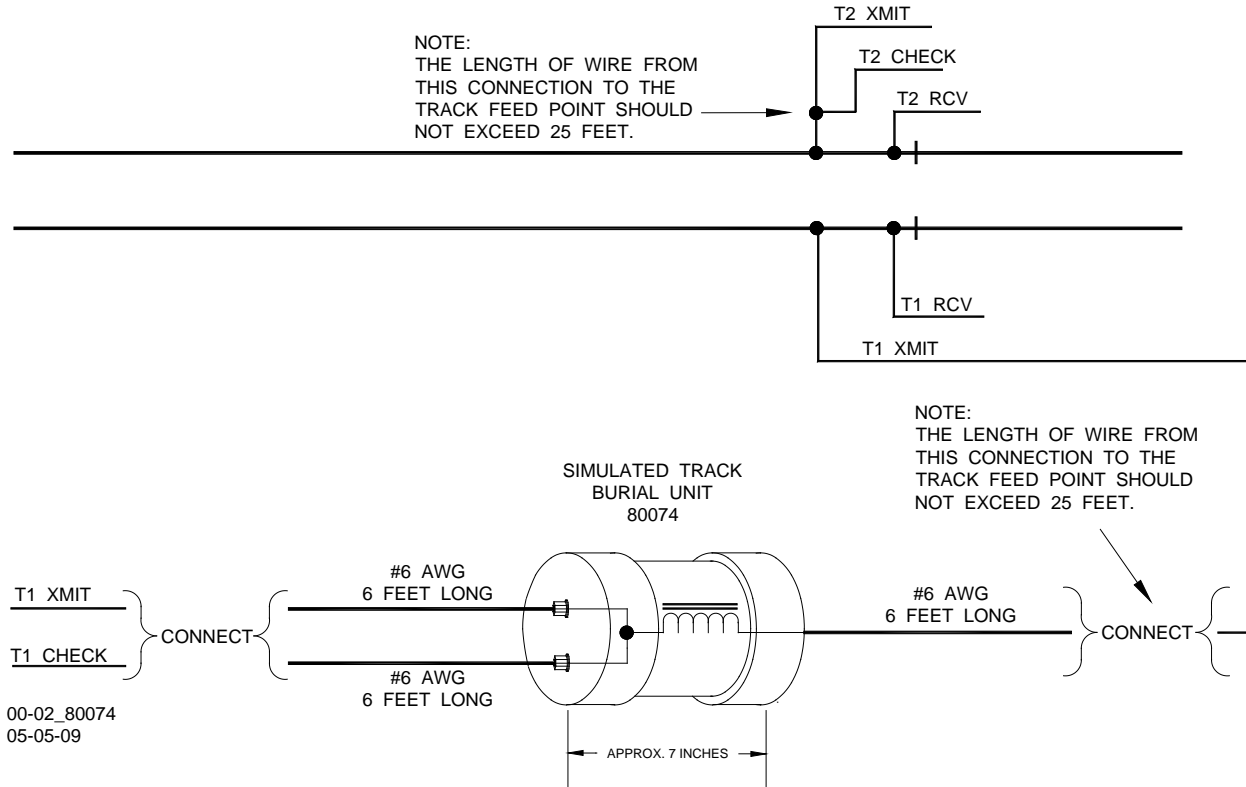 T2 XMIT
NOTE:
THE LENGTH OF WIRE FROM
THIS CONNECTION TO THE
TRACK FEED POINT SHOULD
NOT EXCEED 25 FEET.
T2 CHECK
T2 RCV
T1 RCV
T1 XMIT
NOTE:
THE LENGTH OF WIRE FROM
THIS CONNECTION TO THE
TRACK FEED POINT SHOULD
NOT EXCEED 25 FEET.
SIMULATED TRACK
BURIAL UNIT
80074
T1 XMIT
T1 CHECK
CONNECT
#6 AWG
6 FEET LONG
#6 AWG
6 FEET LONG
#6 AWG
6 FEET LONG
CONNECT
00-02_80074
05-05-09
APPROX. 7 INCHES